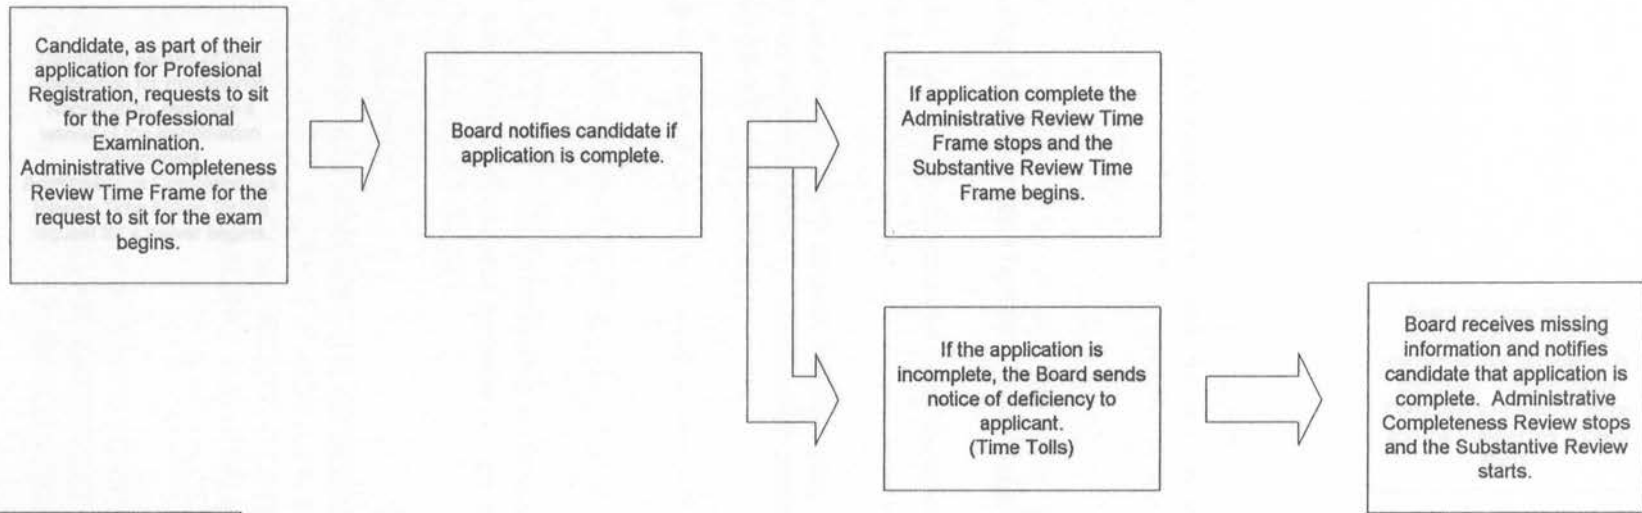 Candidate, as part of their
application for Profesional
Registration, requests to sit
for the Professional
Examination.
Administrative Completeness
Review Time Frame for the
request to sit for the exam
begins.
Board notifies candidate if
application is complete.
If application complete the
Administrative Review Time
Frame stops and the
Substantive Review Time
Frame begins.
If the application is
incomplete, the Board sends
notice of deficiency to
applicant.
(Time Tolls)
Board receives missing
information and notifies
candidate that application is
complete.  Administrative
Completeness Review stops
and the Substantive Review
starts.